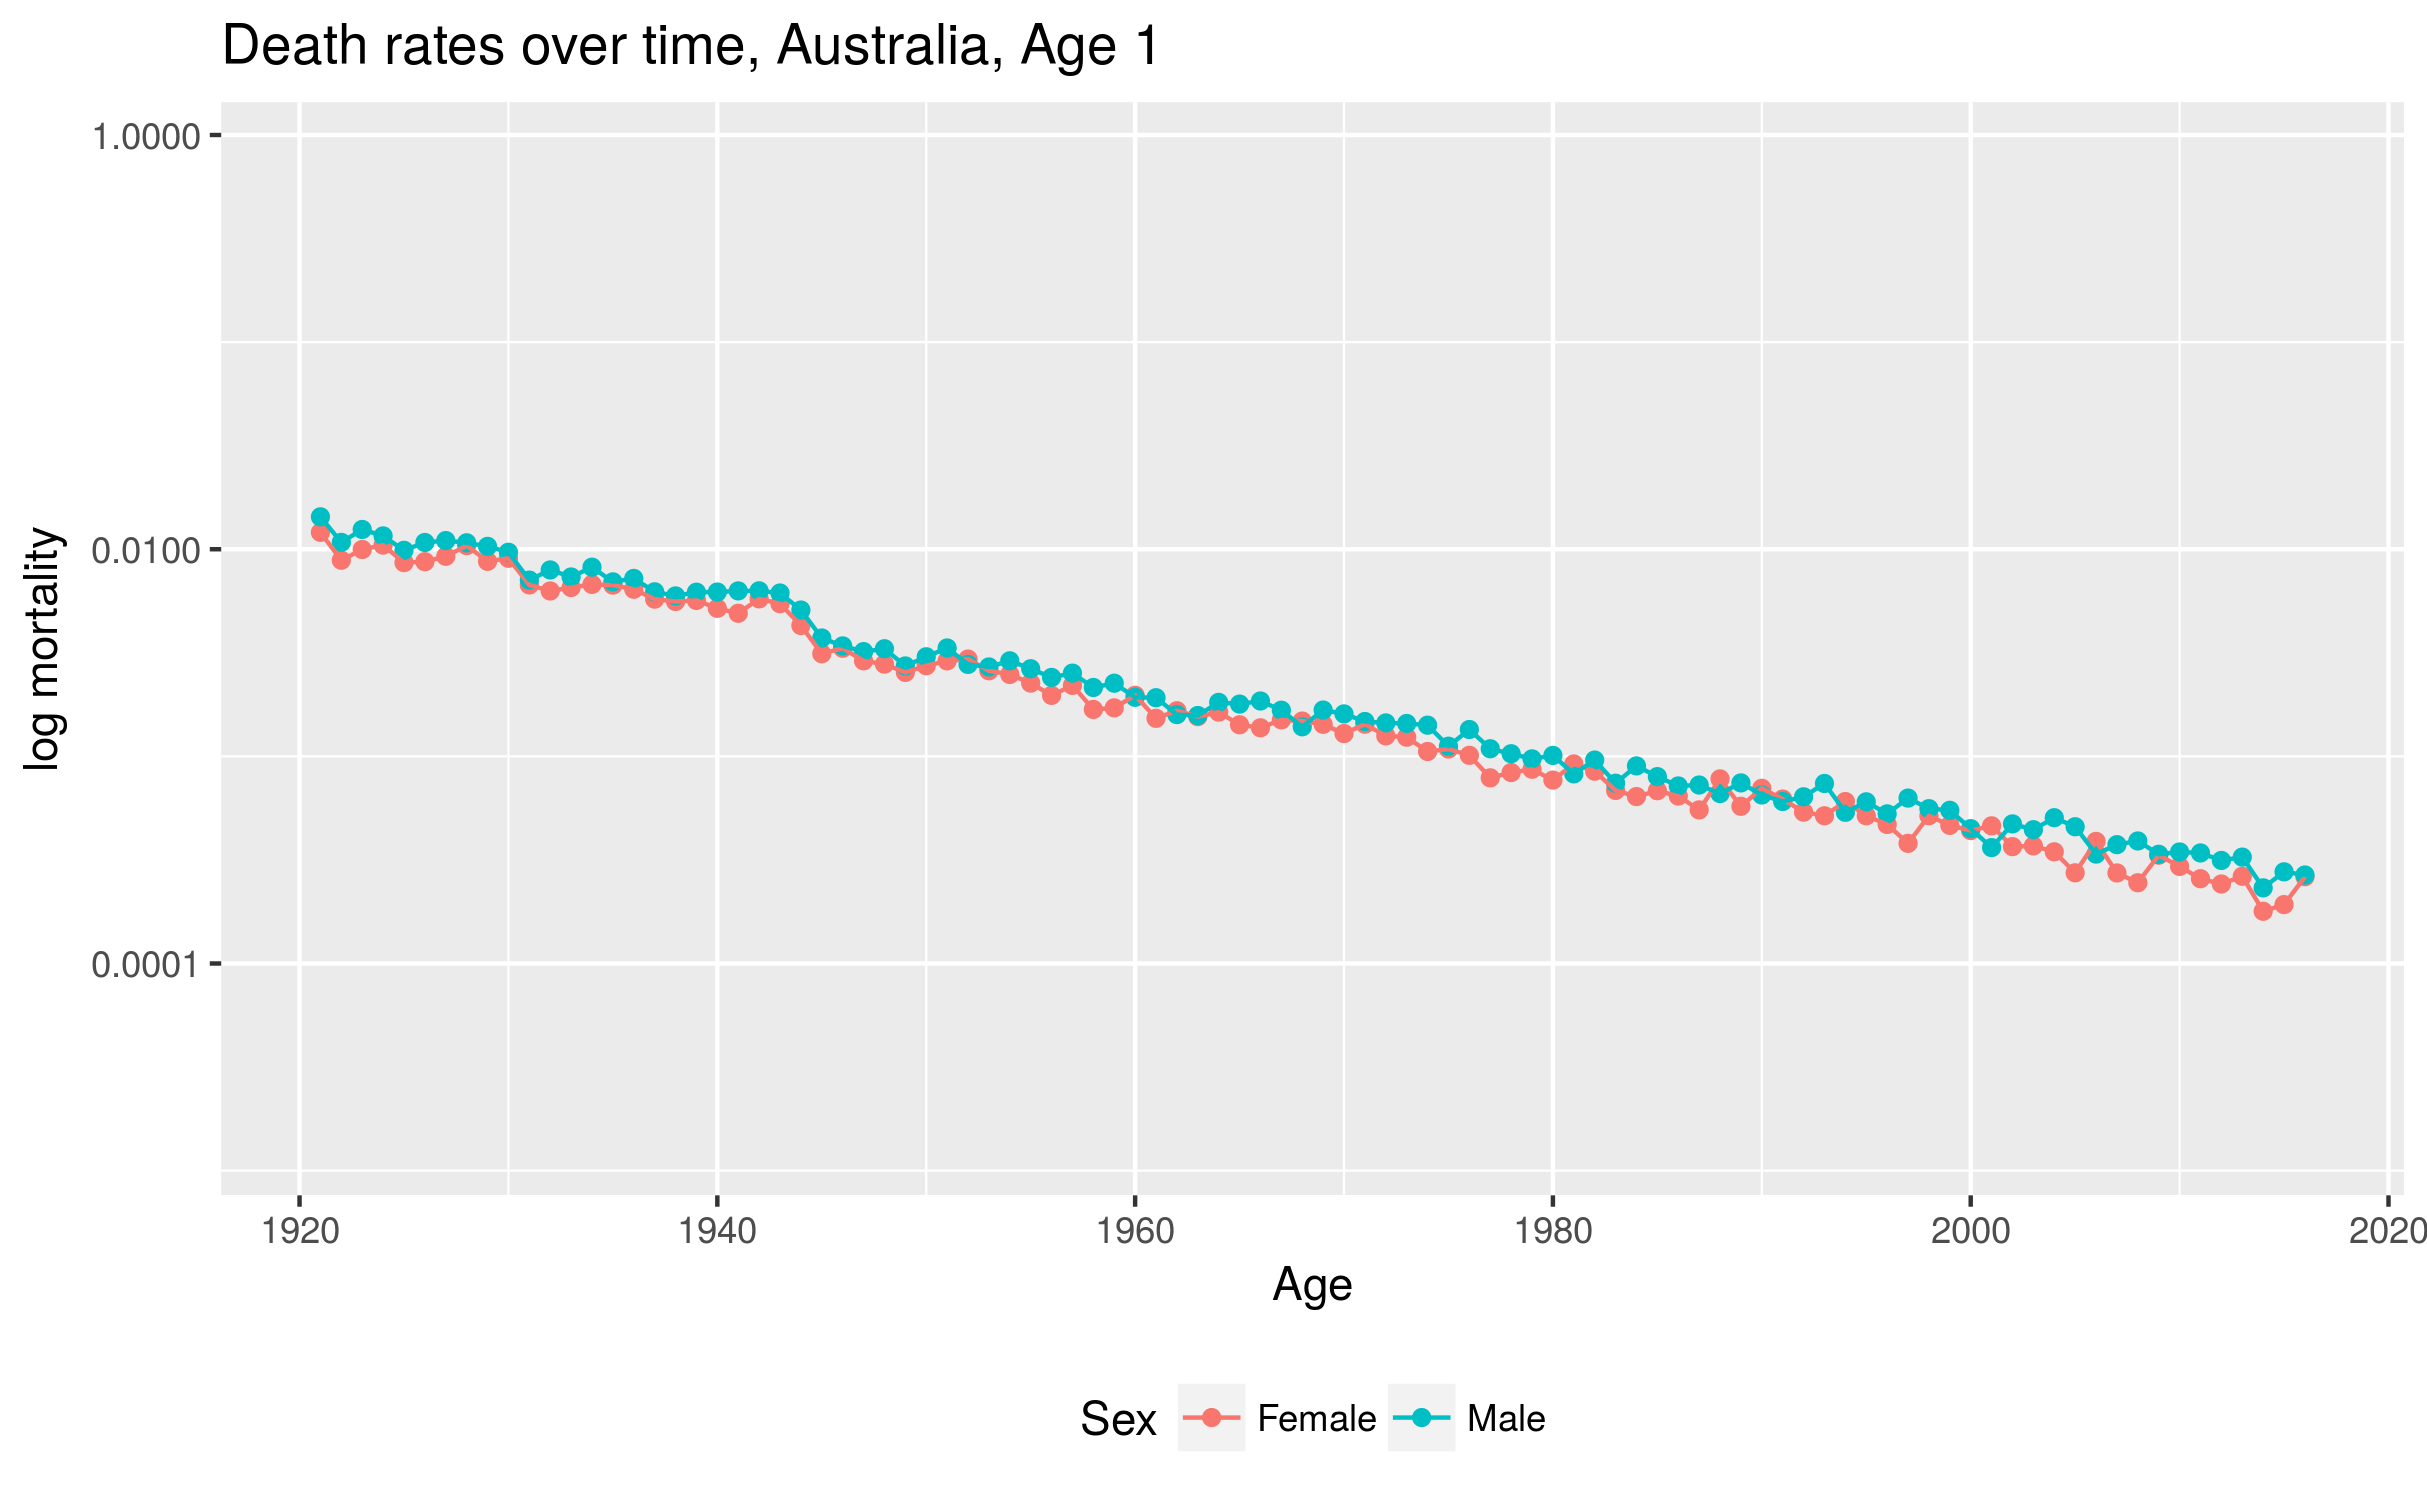 Death rates over time, Australia, Age 1
1.0000
0.0100
0.0001
log mortality
1920 1940 1960 1980 2000 2020
Age
Sex Female Male